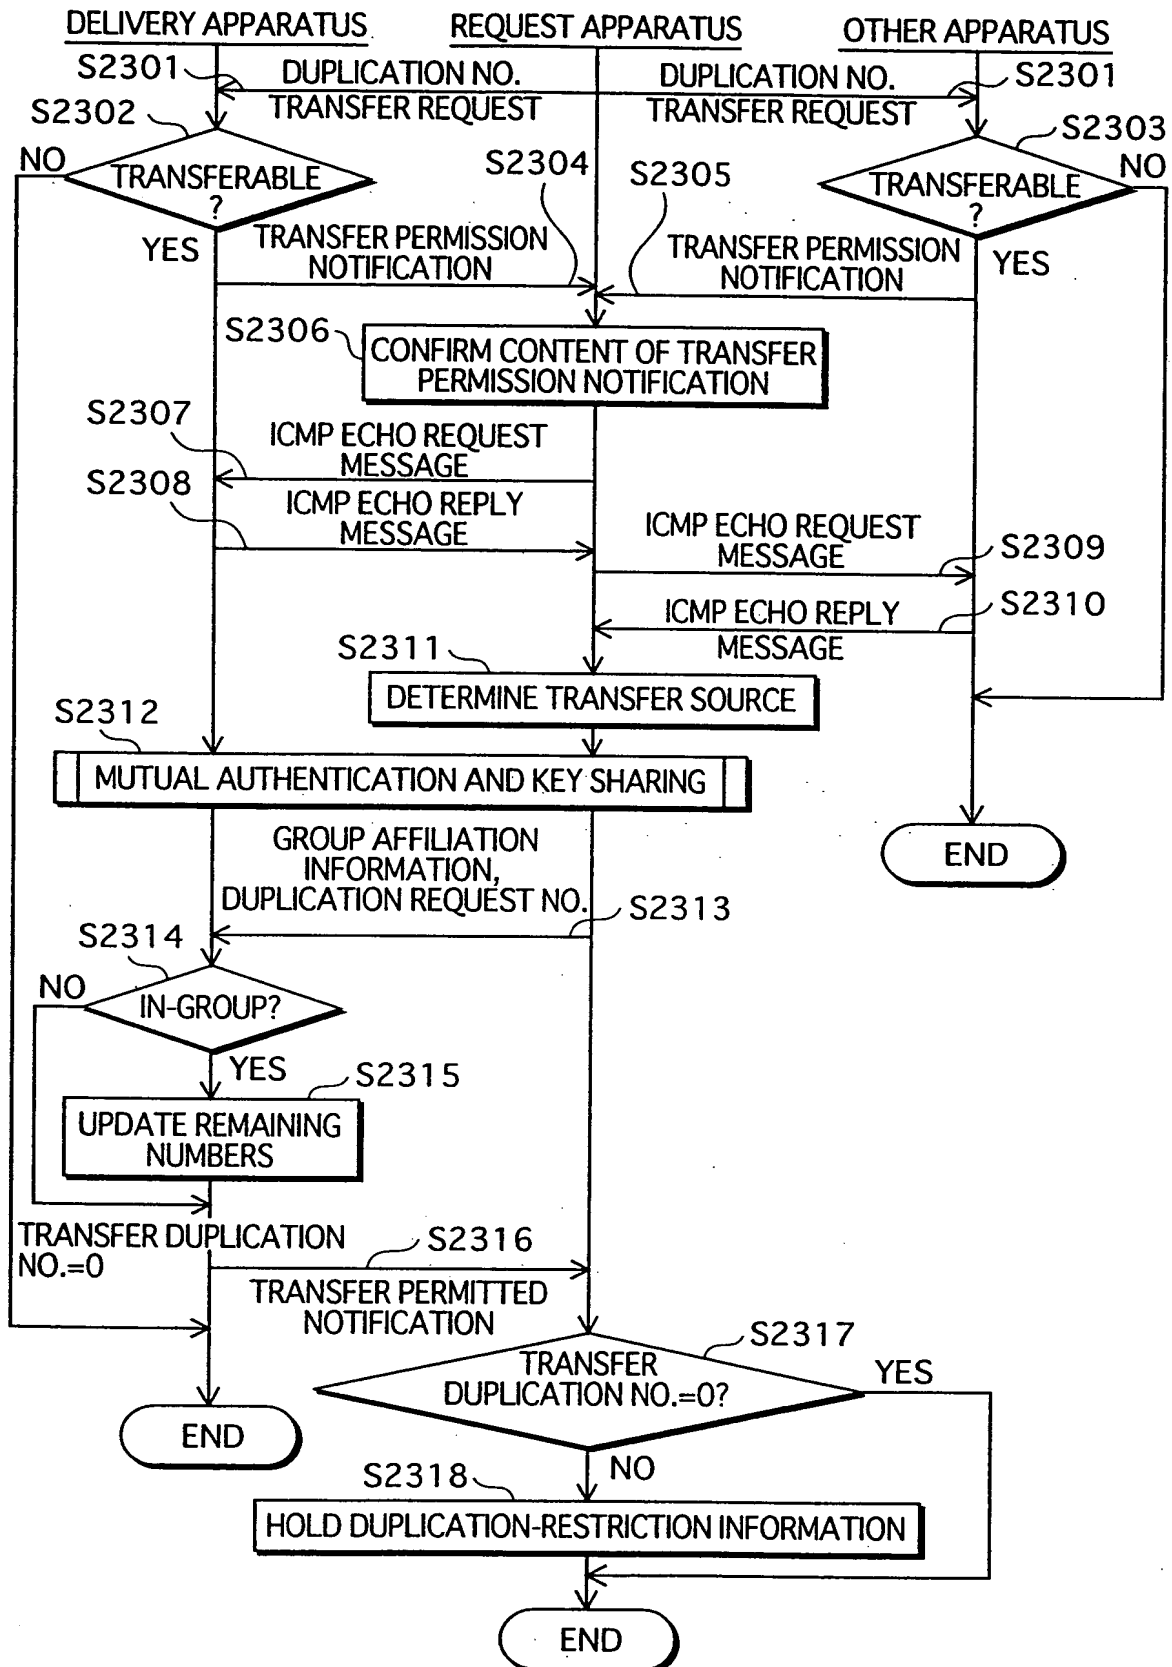 DELIVERY APPARATUS
REQUEST APPARATUS
OTHER APPARATUS
S2301
DUPLICATION NO.
TRANSFER REQUEST
DUPLICATION NO.
TRANSFER REQUEST
S2301
S2302
NO
TRANSFERABLE
?
YES
S2303
NO
TRANSFERABLE
?
YES
S2304
TRANSFER PERMISSION
NOTIFICATION
S2305
TRANSFER PERMISSION
NOTIFICATION
S2306
CONFIRM CONTENT OF TRANSFER
PERMISSION NOTIFICATION
S2307
ICMP ECHO REQUEST
MESSAGE
S2308
ICMP ECHO REPLY
MESSAGE
ICMP ECHO REQUEST
MESSAGE
S2309
ICMP ECHO REPLY
MESSAGE
S2310
S2311
DETERMINE TRANSFER SOURCE
S2312
MUTUAL AUTHENTICATION AND KEY SHARING
END
GROUP AFFILIATION
INFORMATION,
DUPLICATION REQUEST NO.
S2313
S2314
NO
IN-GROUP?
YES
S2315
UPDATE REMAINING
NUMBERS
TRANSFER DUPLICATION
NO.=0
S2316
TRANSFER PERMITTED
NOTIFICATION
END
S2317
TRANSFER
DUPLICATION NO.=0?
YES
NO
S2318
HOLD DUPLICATION-RESTRICTION INFORMATION
END